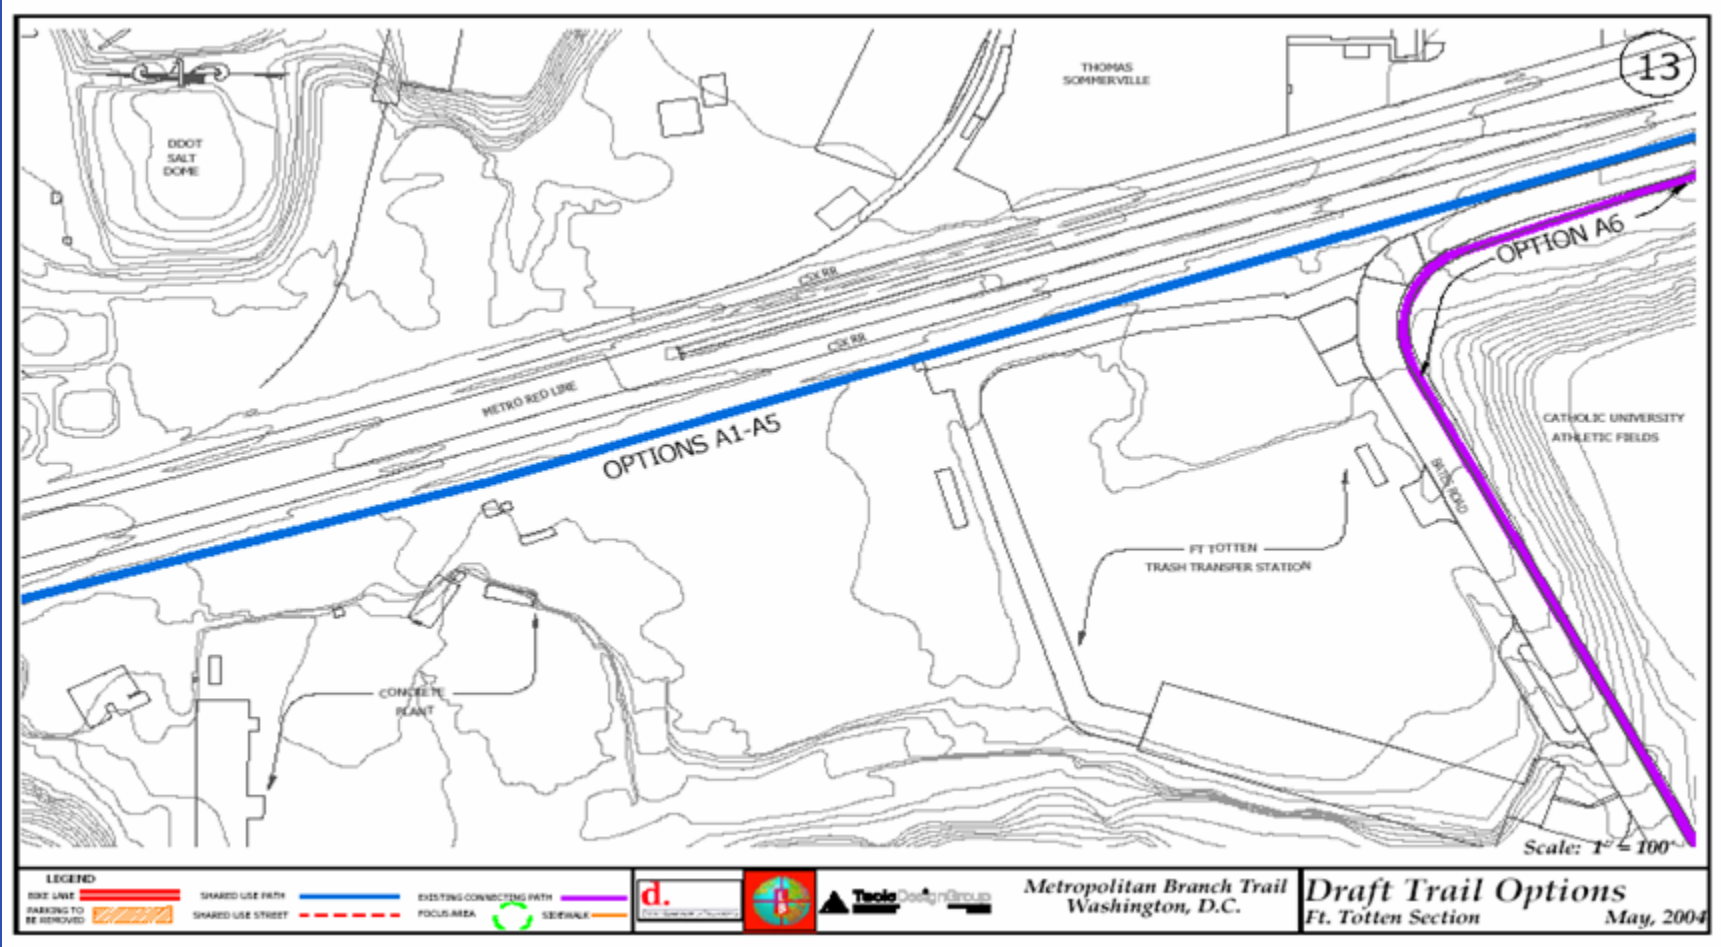 13
THOMAS
SOMMERVILLE
DDOT
SALT
DOME
OPTION A6
CSX RR
CSX RR
METRO RED LINE
OPTIONS A1-A5
CATHOLIC UNIVERSITY
ATHLETIC FIELDS
BATES ROAD
FT TOTTEN
TRASH TRANSFER STATION
CONCRETE
PLANT
Scale: 1" = 100'
LEGEND
BIKE LANE
SHARED USE PATH
EXISTING CONNECTING PATH
PARKING TO
BE REMOVED
SHARED USE STREET
FOCUS AREA
SIDEWALK
d.
DesignGroup
Metropolitan Branch Trail
Washington, D.C.
Draft Trail Options
Ft. Totten Section
May, 2004